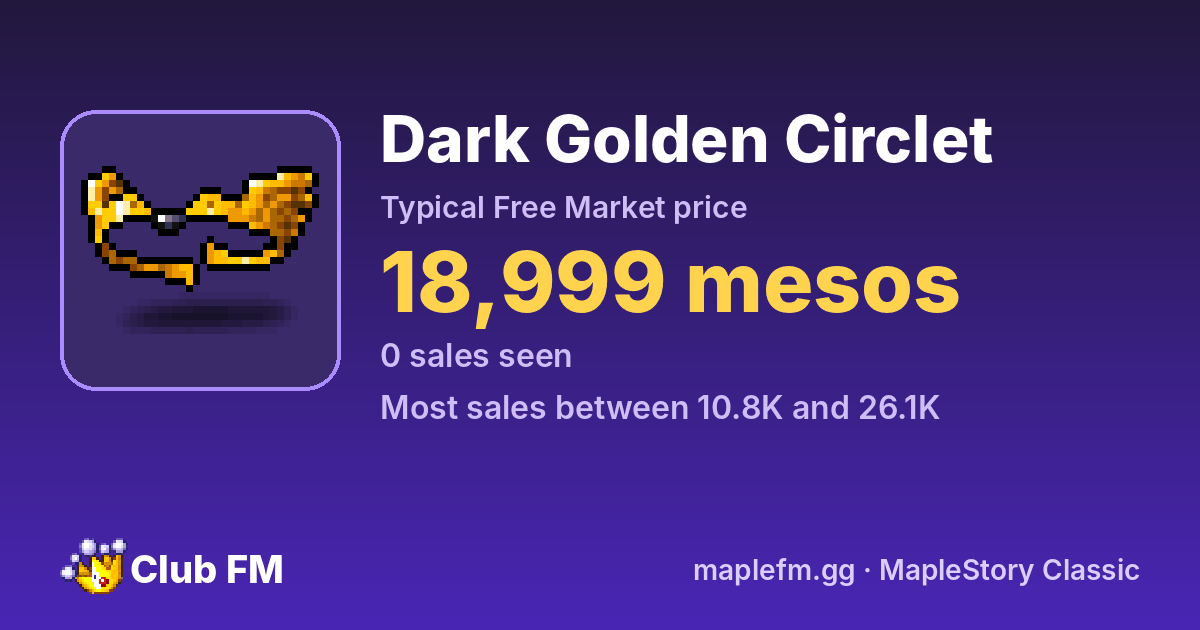 Dark Golden Circlet
Typical Free Market price
18,999 mesos
0 sales seen
Most sales between 10.8K and 26.1K
Club FM
maplefm.gg · MapleStory Classic